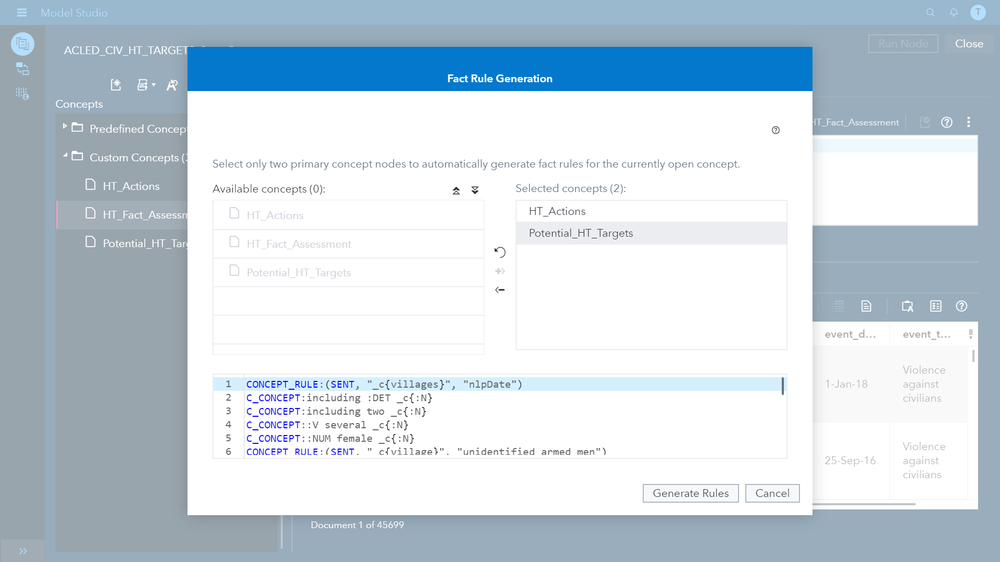 Model Studio
T
ACLED_CIV_HT_TARGET
Run Node
Close
Concepts
Predefined Concep
Custom Concepts (3
HT_Actions
HT_Fact_Assessm
Potential_HT_Tar
HT_Fact_Assessment
Fact Rule Generation
Select only two primary concept nodes to automatically generate fact rules for the currently open concept.
Available concepts (0):
HT_Actions
HT_Fact_Assessment
Potential_HT_Targets
Selected concepts (2):
HT_Actions
Potential_HT_Targets
1 CONCEPT_RULE:(SENT, "_c{villages}", "nlpDate")
2 C_CONCEPT:including :DET _c{:N}
3 C_CONCEPT:including two _c{:N}
4 C_CONCEPT::V several _c{:N}
5 C_CONCEPT::NUM female _c{:N}
6 CONCEPT_RULE:(SENT, "_c{village}", "unidentified armed men")
Generate Rules
Cancel
event_d...
event_t...
1-Jan-18
Violence
against
civilians
25-Sep-16
Violence
against
civilians
Document 1 of 45699